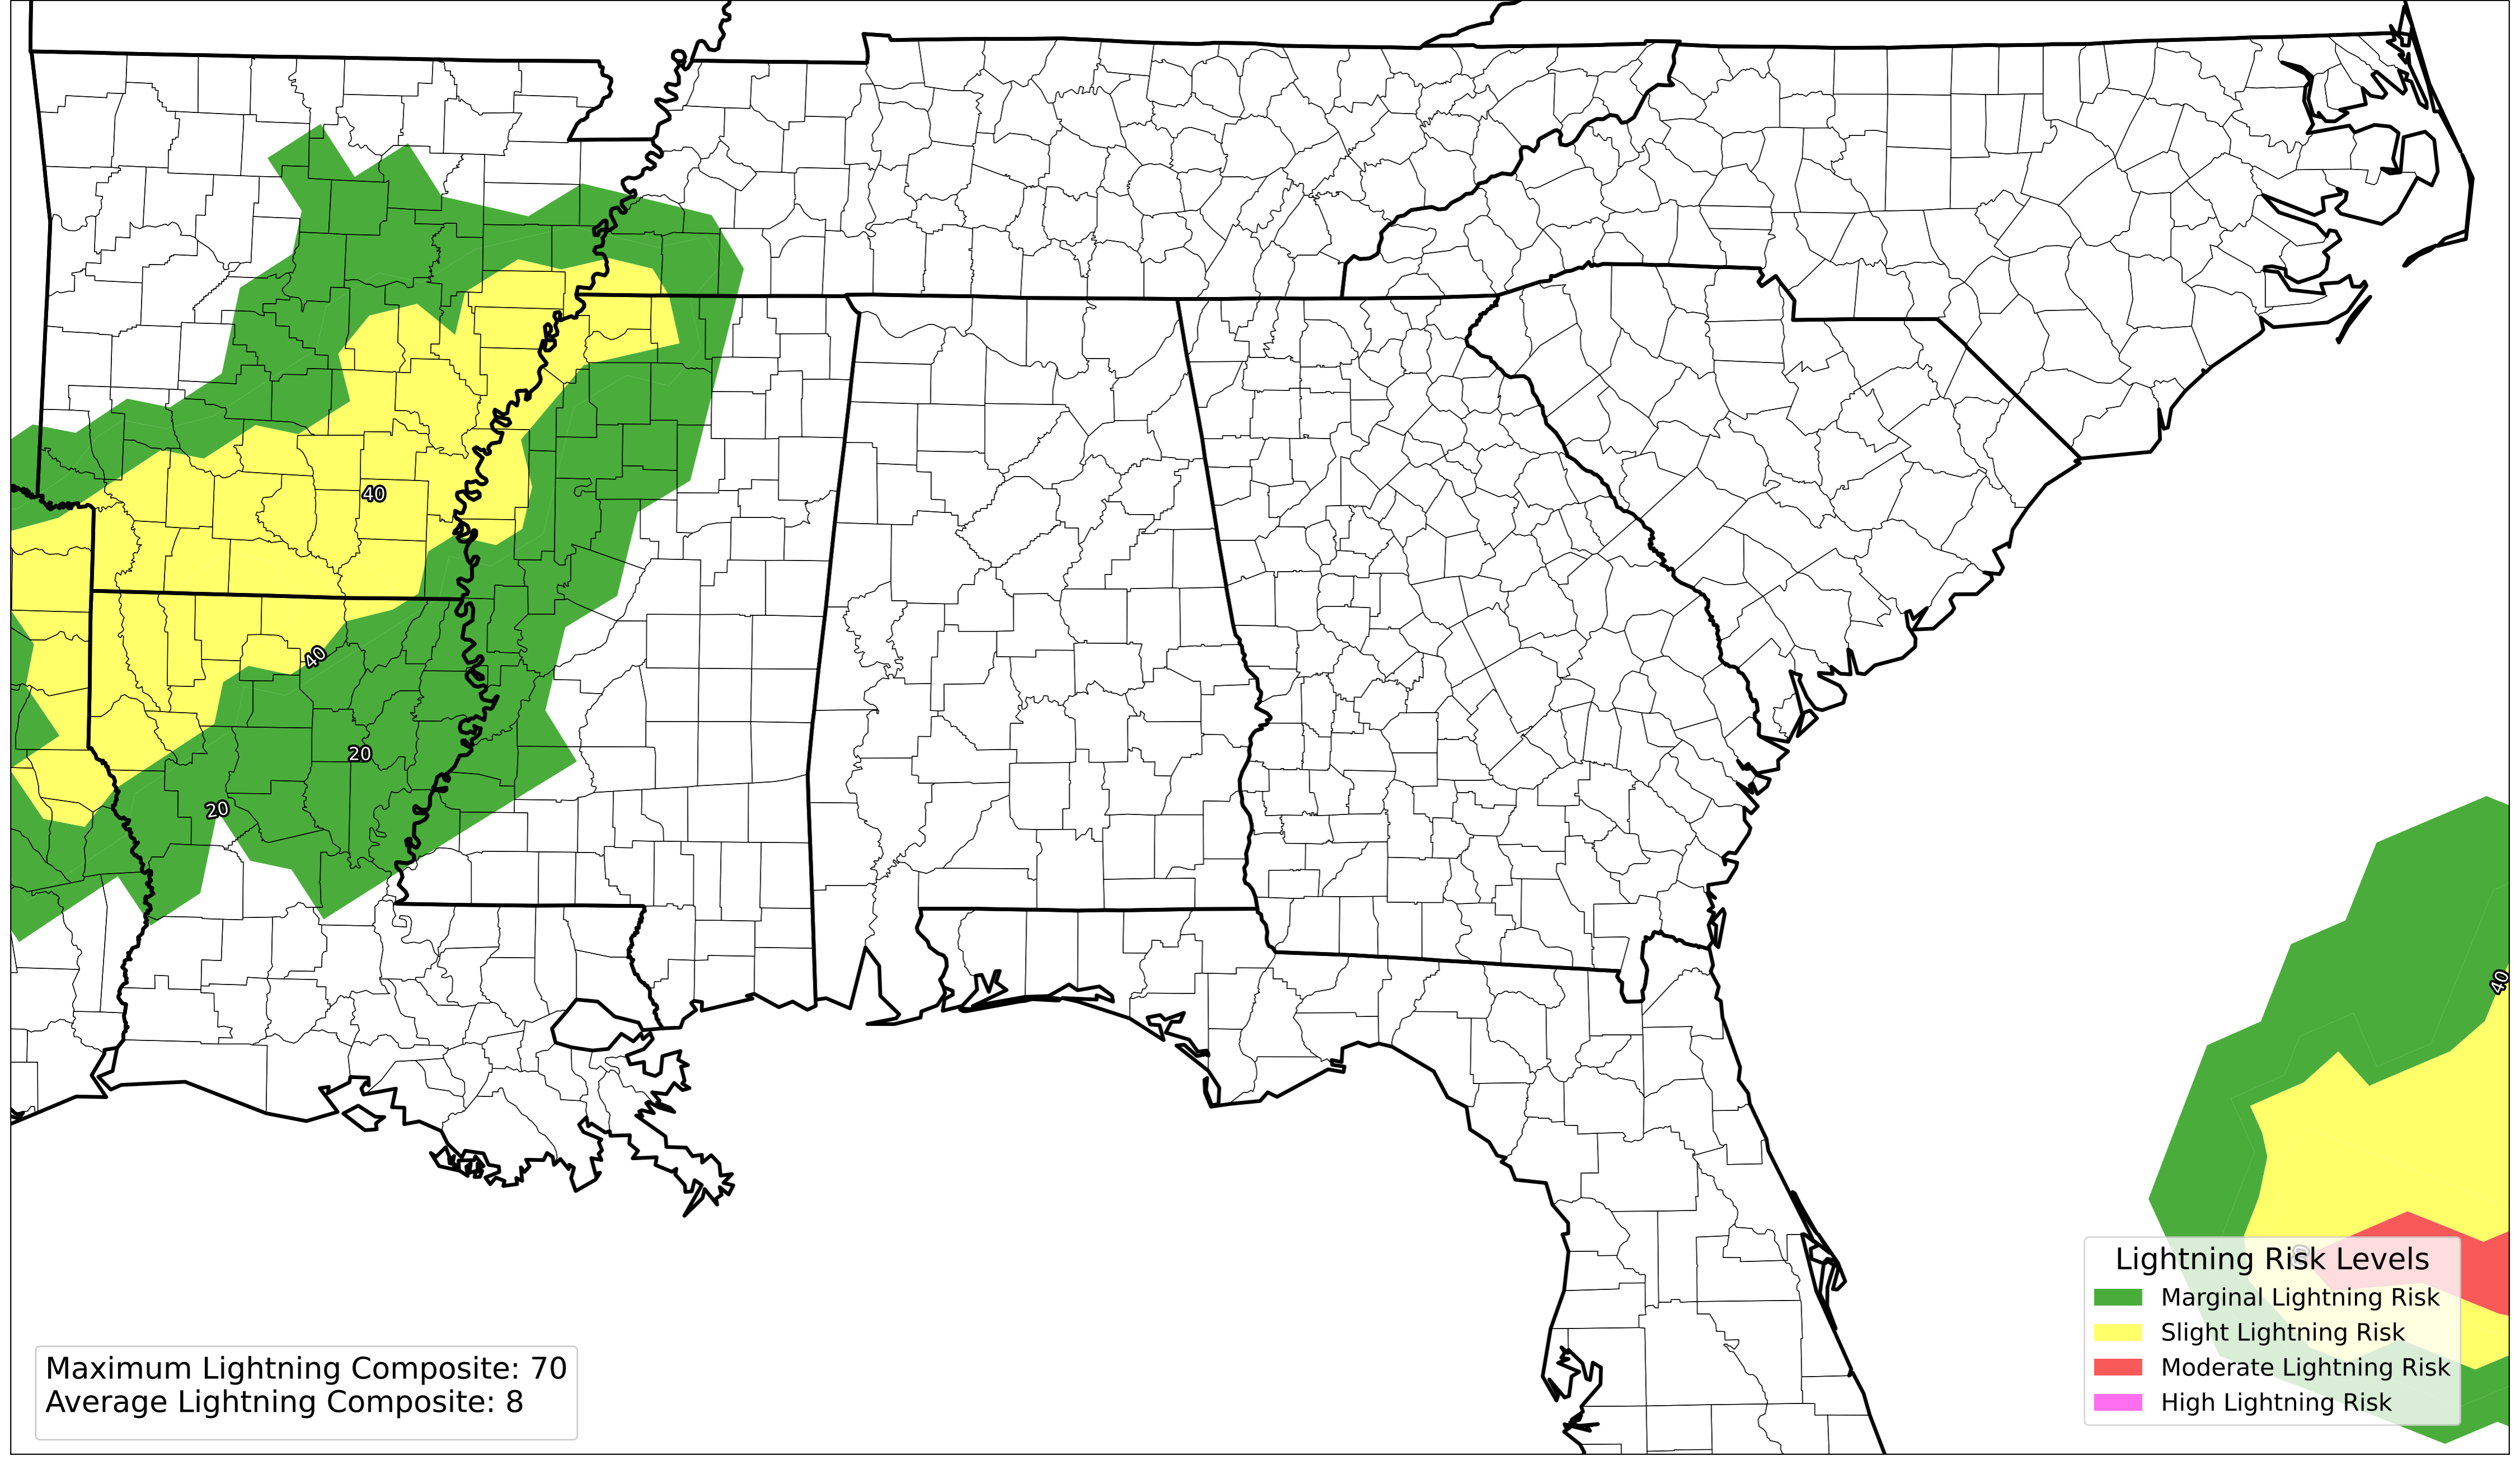 40
40
20
20
40
Lightning Risk Levels
Marginal Lightning Risk
Slight Lightning Risk
Moderate Lightning Risk
High Lightning Risk
Maximum Lightning Composite: 70
Average Lightning Composite: 8